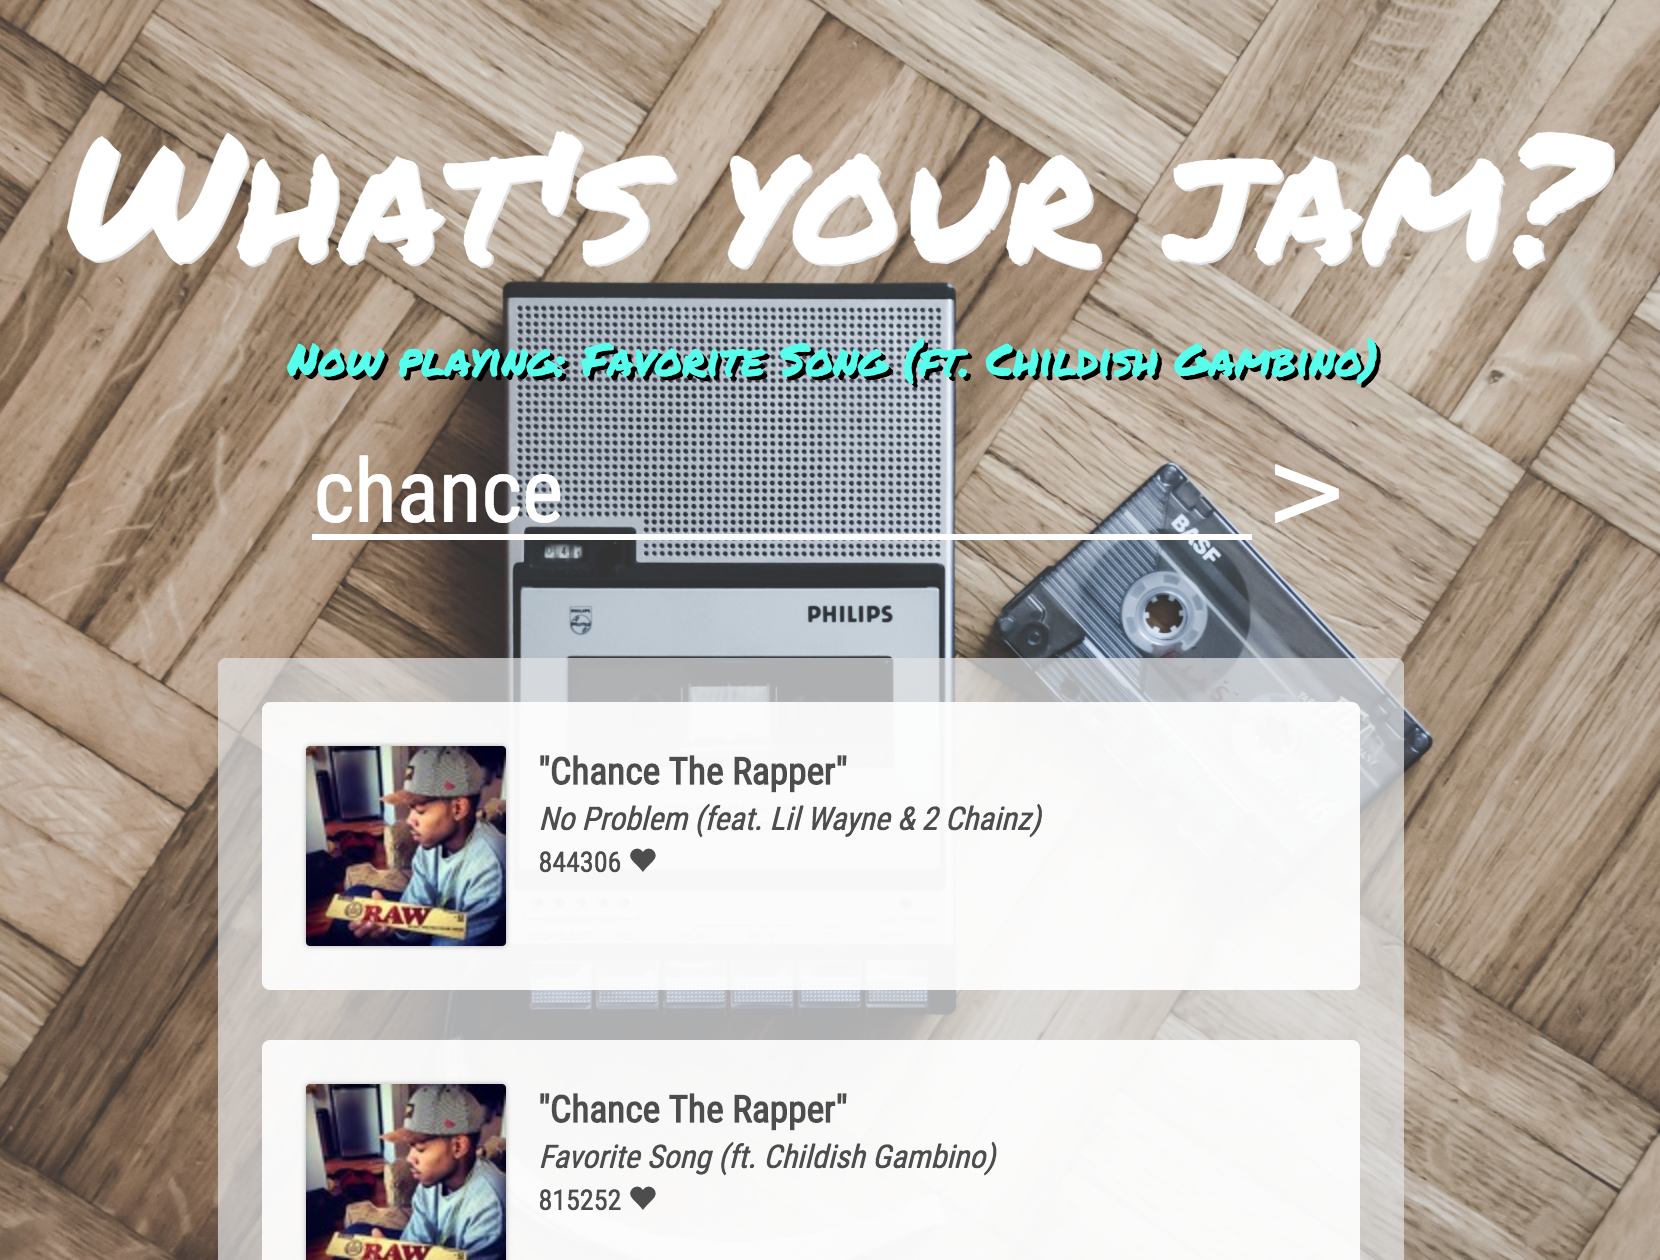 What's your jam?
Now playing: Favorite Song (ft. Childish Gambino)
chance >
041
BASF
PHILIPS
"Chance The Rapper"
No Problem (feat. Lil Wayne & 2 Chainz)
844306
RAW
"Chance The Rapper"
Favorite Song (ft. Childish Gambino)
815252
RAW